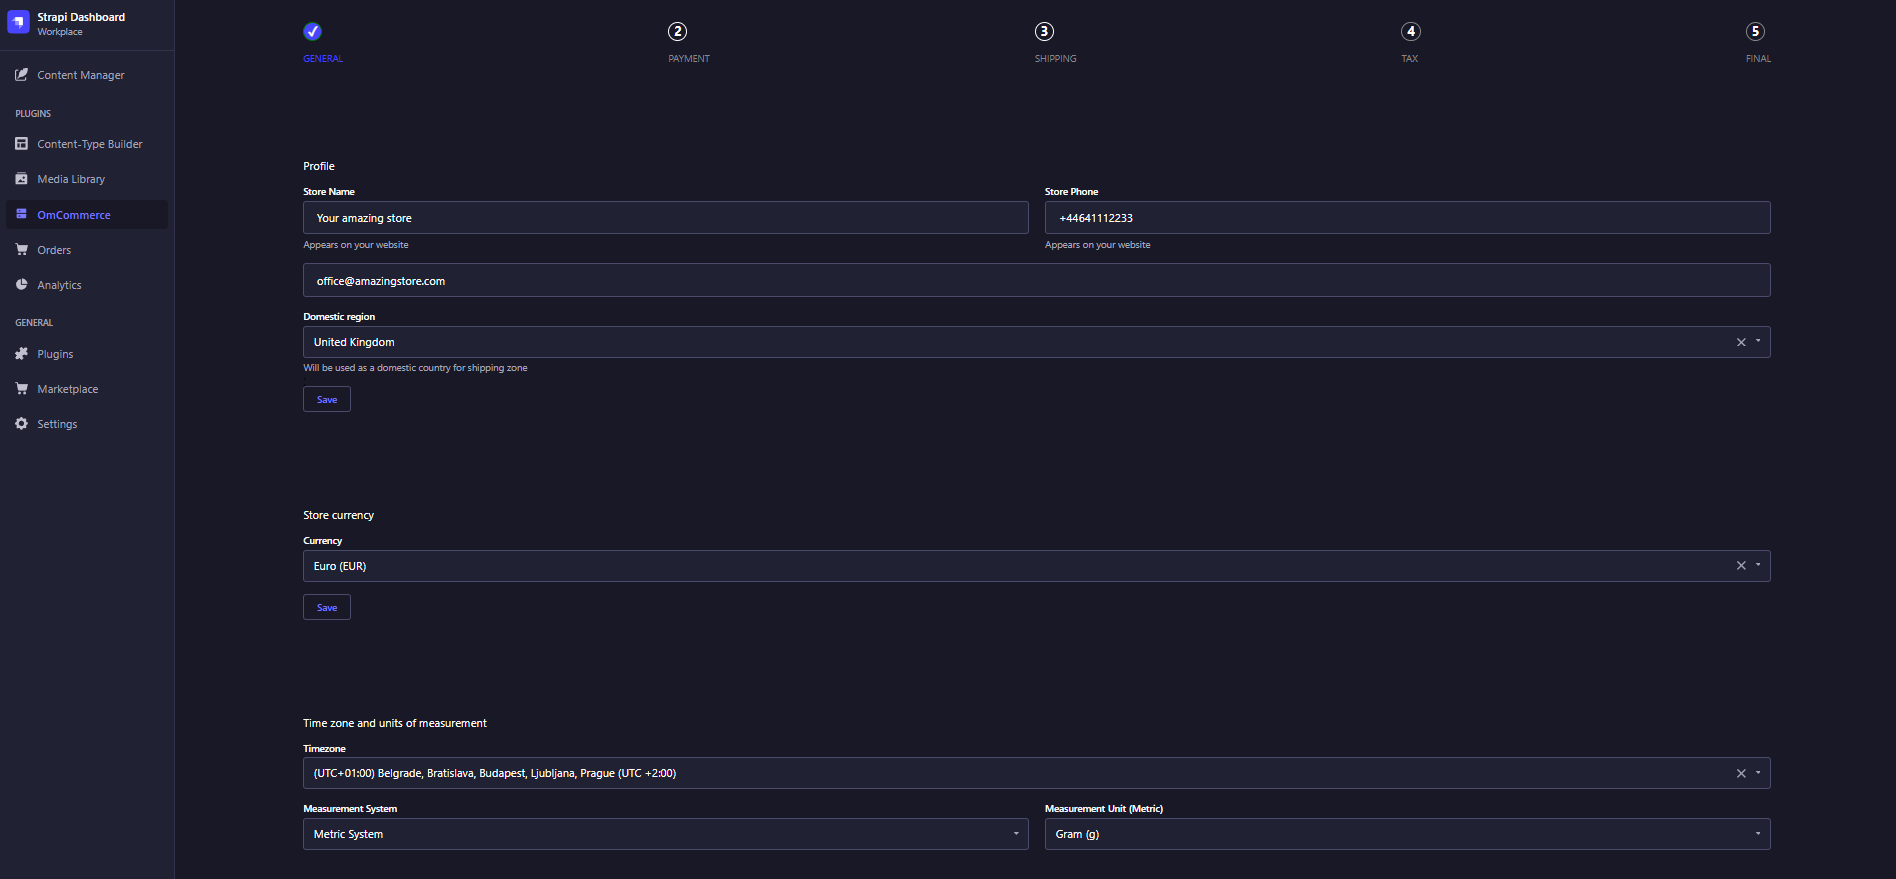 Strapi Dashboard
Workplace
Content Manager
PLUGINS
Content-Type Builder
Media Library
OmCommerce
Orders
Analytics
GENERAL
Plugins
Marketplace
Settings
GENERAL
2
PAYMENT
3
SHIPPING
4
TAX
5
FINAL
Profile
Store Name
Your amazing store
Appears on your website
Store Phone
+44641112233
Appears on your website
office@amazingstore.com
Domestic region
United Kingdom
Will be used as a domestic country for shipping zone
Save
Store currency
Currency
Euro (EUR)
Save
Time zone and units of measurement
Timezone
(UTC+01:00) Belgrade, Bratislava, Budapest, Ljubljana, Prague (UTC +2:00)
Measurement System
Metric System
Measurement Unit (Metric)
Gram (g)